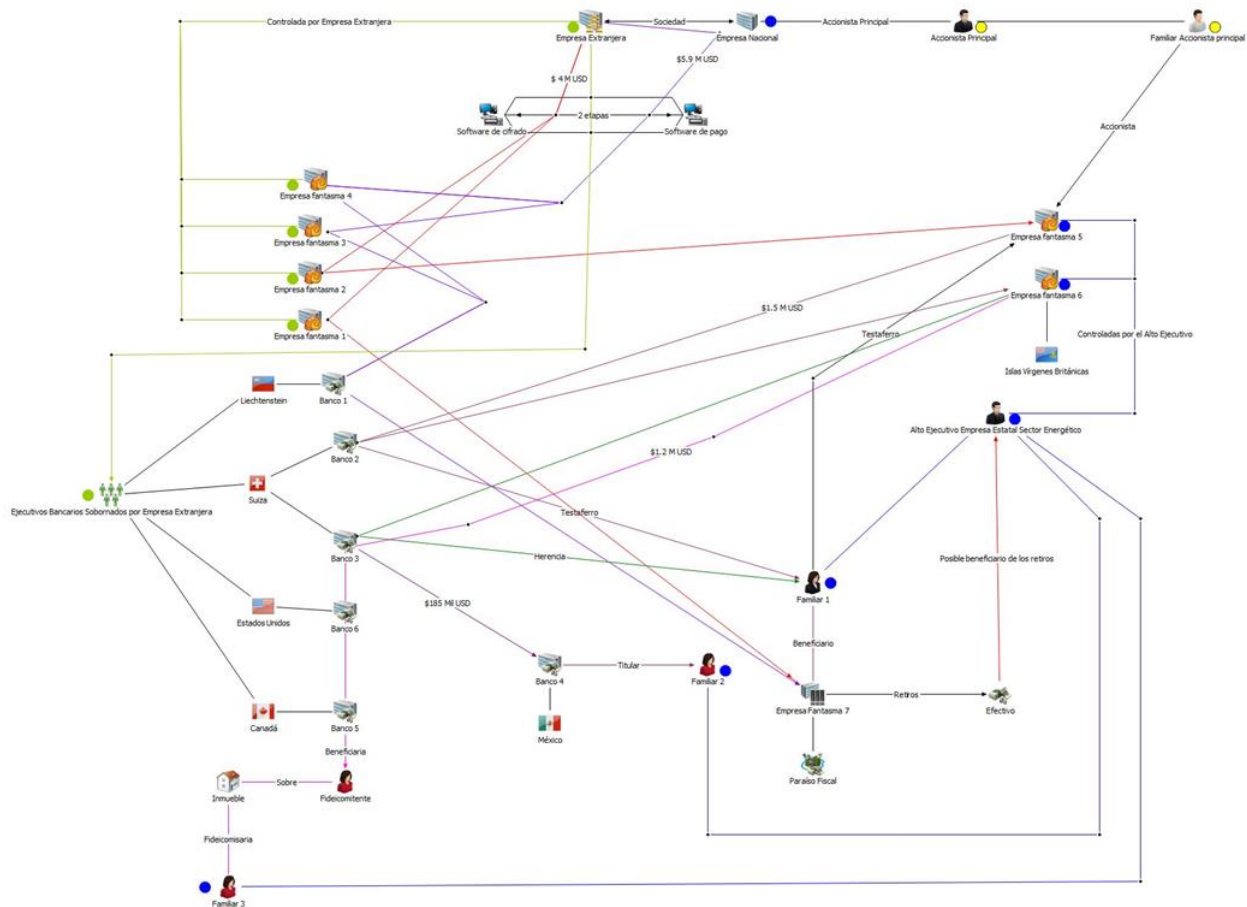 Controlada por Empresa Extranjera
Sociedad
Accionista Principal
Empresa Extranjera
Empresa Nacional
Accionista Principal
Familiar Accionista principal
$5.9 M USD
$ 4 M USD
2 etapas
Software de cifrado
Software de pago
Accionista
Empresa fantasma 4
Empresa fantasma 3
Empresa fantasma 5
Empresa fantasma 2
Empresa fantasma 6
$1.5 M USD
Empresa fantasma 1
Testaferro
Controladas por el Alto Ejecutivo
Islas Vírgenes Británicas
Liechtenstein
Banco 1
Alto Ejecutivo Empresa Estatal Sector Energético
Banco 2
$1.2 M USD
Suiza
Ejecutivos Bancarios Sobornados por Empresa Extranjera
Testaferro
Banco 3
Herencia
Posible beneficiario de los retiros
Familiar 1
$185 Mil USD
Estados Unidos
Banco 6
Beneficiario
Titular
Banco 4
Familiar 2
Retiros
Empresa Fantasma 7
Efectivo
Canadá
Banco 5
México
Beneficiaria
Paraíso Fiscal
Sobre
Inmueble
Fideicomitente
Fideicomisaria
Familiar 3